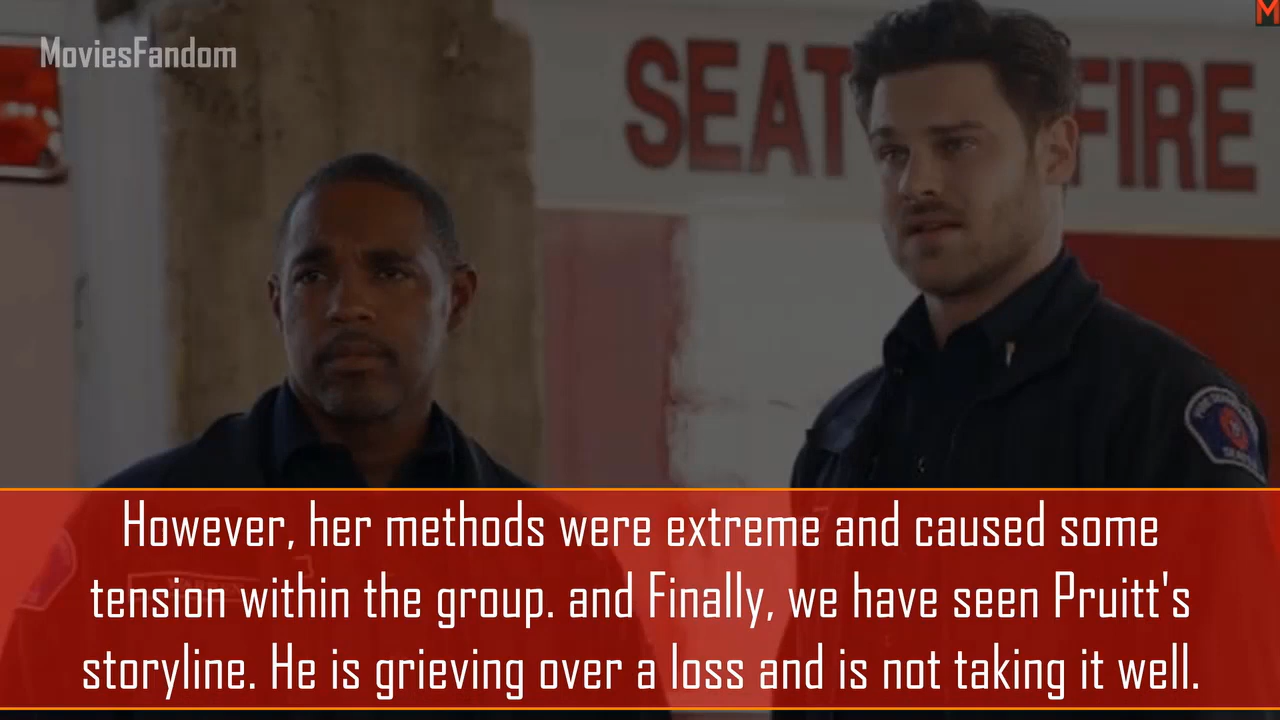 M
MoviesFandom
SEAT FIRE
However, her methods were extreme and caused some
tension within the group. and Finally, we have seen Pruitt's
storyline. He is grieving over a loss and is not taking it well.